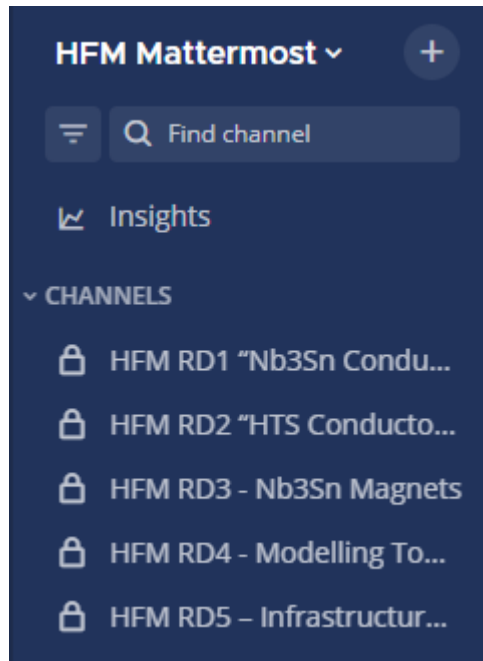 HFM Mattermost
Find channel
Insights
CHANNELS
HFM RD1 “Nb3Sn Condu...
HFM RD2 “HTS Conducto...
HFM RD3 - Nb3Sn Magnets
HFM RD4 - Modelling To...
HFM RD5 – Infrastructur...